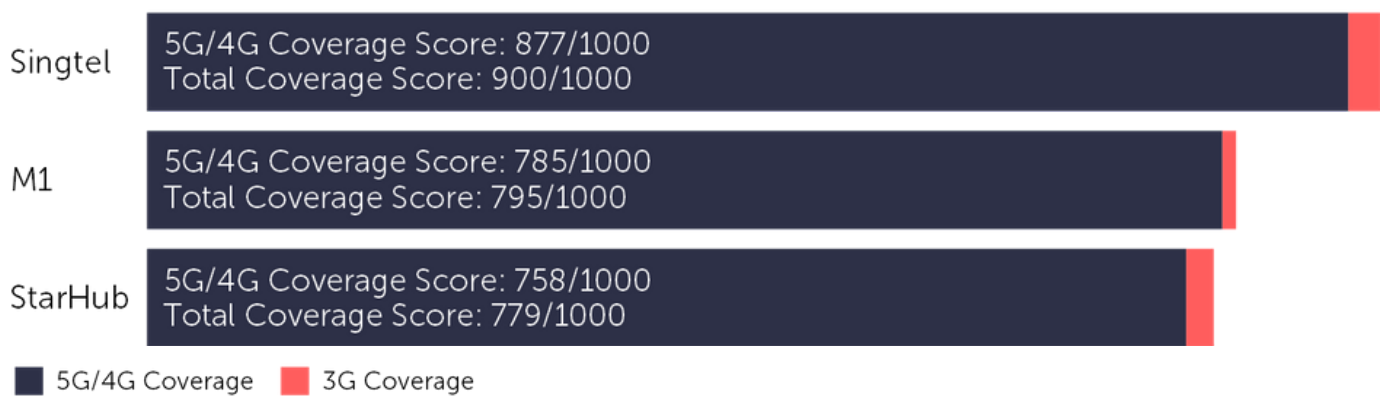 Singtel
5G/4G Coverage Score: 877/1000
Total Coverage Score: 900/1000
M1
5G/4G Coverage Score: 785/1000
Total Coverage Score: 795/1000
StarHub
5G/4G Coverage Score: 758/1000
Total Coverage Score: 779/1000
5G/4G Coverage 3G Coverage